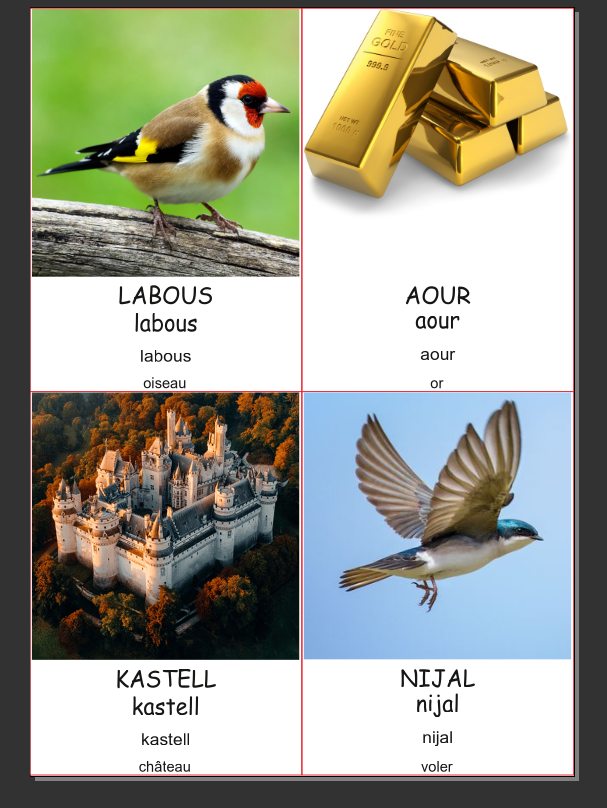 FINE
GOLD
999.5
NET WT
1000 G
LABOUS
labous
labous
oiseau
AOUR
aour
aour
or
KASTELL
kastell
kastell
château
NIJAL
nijal
nijal
voler